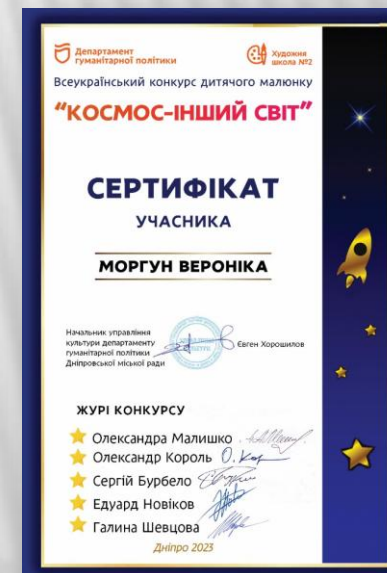 Департамент
гуманітарної політики
Художня
школа №2
Всеукраїнський конкурс дитячого малюнку
“КОСМОС-ІНШИЙ СВІТ”
СЕРТИФІКАТ
УЧАСНИКА
МОРГУН ВЕРОНІКА
Начальник управління
культури департаменту
гуманітарної політики
Дніпровської міської ради
Євген Хорошилов
ЖУРІ КОНКУРСУ
Олександра Малишко
Олександр Король
Сергій Бурбело
Едуард Новіков
Галина Шевцова
Дніпро 2023